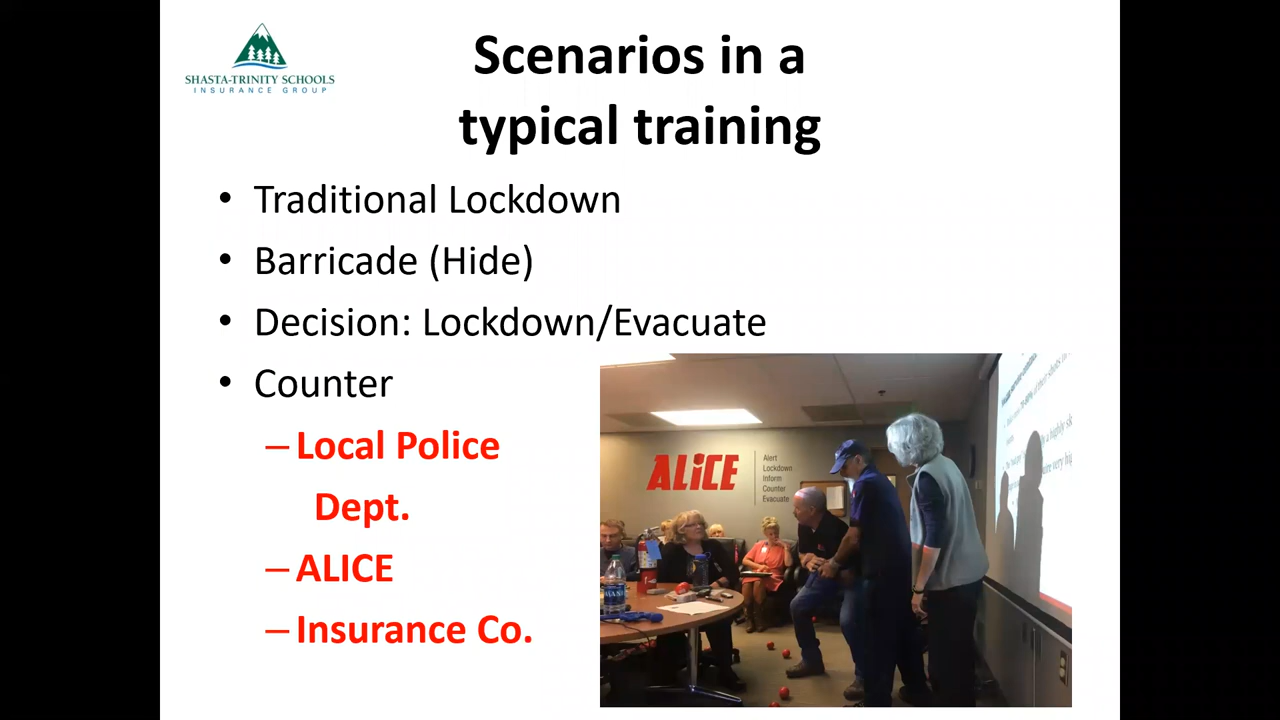 SHASTA-TRINITY SCHOOLS
INSURANCE GROUP
Scenarios in a
typical training
• Traditional Lockdown
• Barricade (Hide)
• Decision: Lockdown/Evacuate
• Counter
– Local Police
Dept.
– ALICE
– Insurance Co.
ALiCE
Alert
Lockdown
Inform
Counter
Evacuate